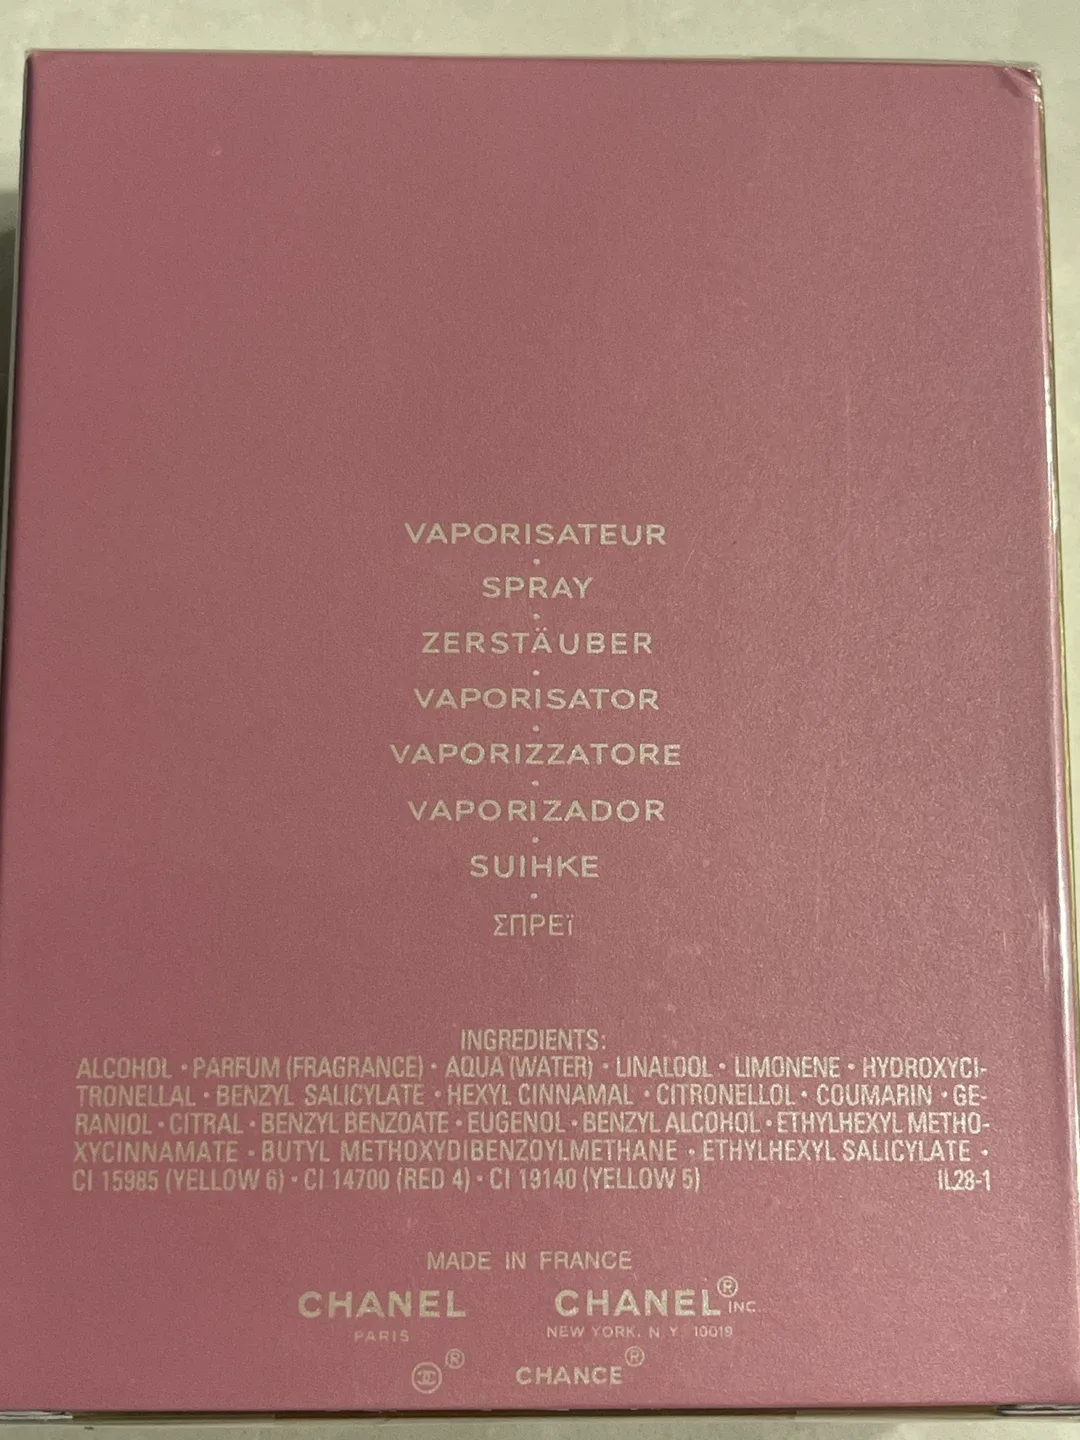 VAPORISATEUR
·
SPRAY
·
ZERSTÄUBER
·
VAPORISATOR
·
VAPORIZZATORE
·
VAPORIZADOR
·
SUIHKE
·
ΣΠΡΕϊ
INGREDIENTS:
ALCOHOL · PARFUM (FRAGRANCE) · AQUA (WATER) · LINALOOL · LIMONENE · HYDROXYCI-
TRONELLAL · BENZYL SALICYLATE · HEXYL CINNAMAL · CITRONELLOL · COUMARIN · GE-
RANIOL · CITRAL · BENZYL BENZOATE · EUGENOL · BENZYL ALCOHOL · ETHYLHEXYL METHO-
XYCINNAMATE · BUTYL METHOXYDIBENZOYLMETHANE · ETHYLHEXYL SALICYLATE ·
CI 15985 (YELLOW 6) · CI 14700 (RED 4) · CI 19140 (YELLOW 5) IL28-1
MADE IN FRANCE
CHANEL CHANEL® INC.
PARIS NEW YORK, N.Y. 10019
® CHANCE®